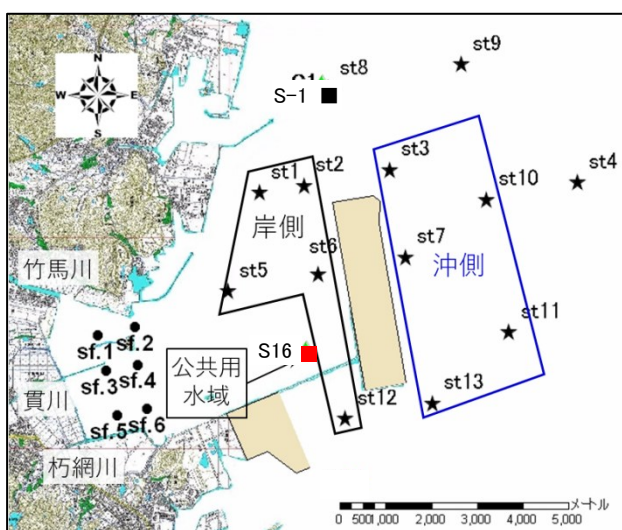 N
W E
S
st8
st9
S-1
st1
st2
st3
st4
st10
岸側
st6
st7
沖側
竹馬川
st5
sf.1
sf.2
st11
S16
公共用
水域
sf.3
sf.4
貫川
sf.5
sf.6
st12
st13
朽網川
メートル
0 500 1,000 2,000 3,000 4,000 5,000